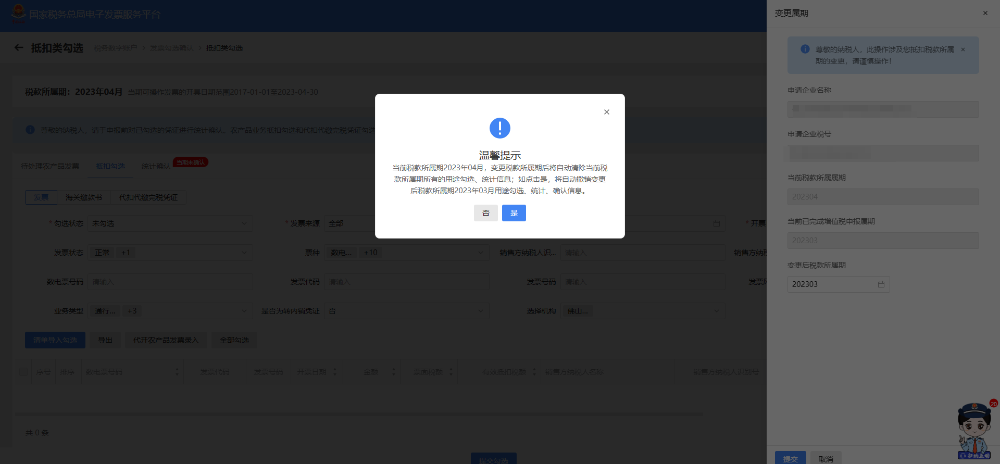 国家税务总局电子发票服务平台
抵扣类勾选 税务数字账户 > 发票勾选确认 > 抵扣类勾选
税款所属期：2023年04月 当期可操作发票的开具日期范围2017-01-01至2023-04-30
尊敬的纳税人，请于申报前对已勾选的凭证进行统计确认。农产品业务抵扣勾选和代扣代缴完税凭证勾选
待处理农产品发票 抵扣勾选 统计确认 当期未确认
发票 海关缴款书 代扣代缴完税凭证
* 勾选状态 未勾选 * 发票来源 全部 * 开票
发票状态 正常 +1 票种 数电... +10 销售方纳税人识... 请输入 销售方纳税
数电票号码 请输入 发票代码 请输入 发票号码 请输入
业务类型 通行... +3 是否为转内销凭证 否 选择机构 佛山...
清单导入勾选 导出 代开农产品发票录入 全部勾选
序号 排序 数电票号码 发票代码 发票号码 开票日期 金额 票面税额 有效抵扣税额 销售方纳税人名称 销售方纳税人识别号
共 0 条
提交勾选
温馨提示
当前税款所属期2023年04月，变更税款所属期后将自动清除当前税
款所属期所有的用途勾选、统计信息；如点击是，将自动撤销变更
后税款所属期2023年03月用途勾选、统计、确认信息。
否 是
变更属期
尊敬的纳税人，此操作涉及您抵扣税款所属
期的变更，请谨慎操作！
申请企业名称
申请企业税号
当前税款所属属期
202304
当前已完成增值税申报属期
202303
变更后税款所属期
202303
20
征纳互动
提交 取消